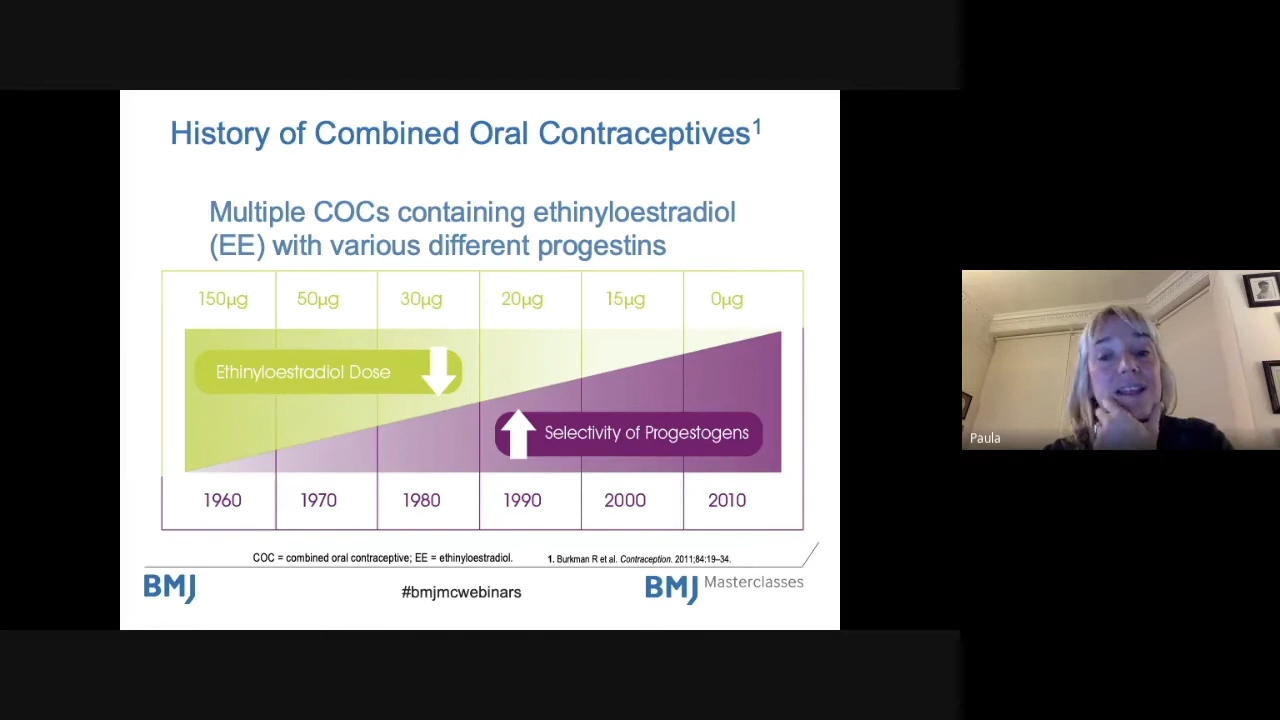 History of Combined Oral Contraceptives¹
Multiple COCs containing ethinyloestradiol
(EE) with various different progestins
150µg 50µg 30µg 20µg 15µg 0µg
Ethinyloestradiol Dose
Selectivity of Progestogens
1960 1970 1980 1990 2000 2010
COC = combined oral contraceptive; EE = ethinyloestradiol. 1. Burkman R et al. Contraception. 2011;84:19–34.
BMJ #bmjmcwebinars BMJ Masterclasses
Paula